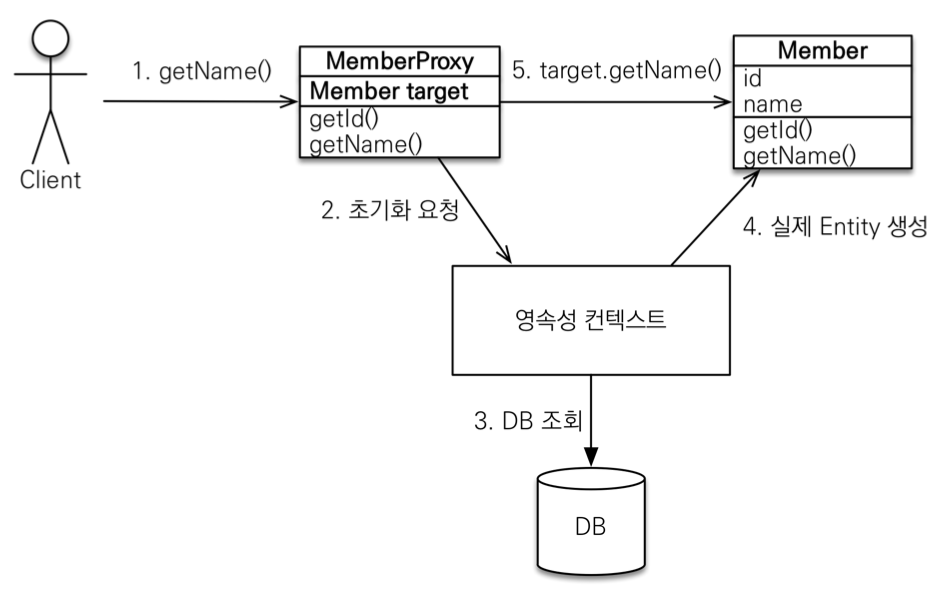 Client
1. getName()
MemberProxy
Member target
getId()
getName()
5. target.getName()
Member
id
name
getId()
getName()
2. 초기화 요청
4. 실제 Entity 생성
영속성 컨텍스트
3. DB 조회
DB